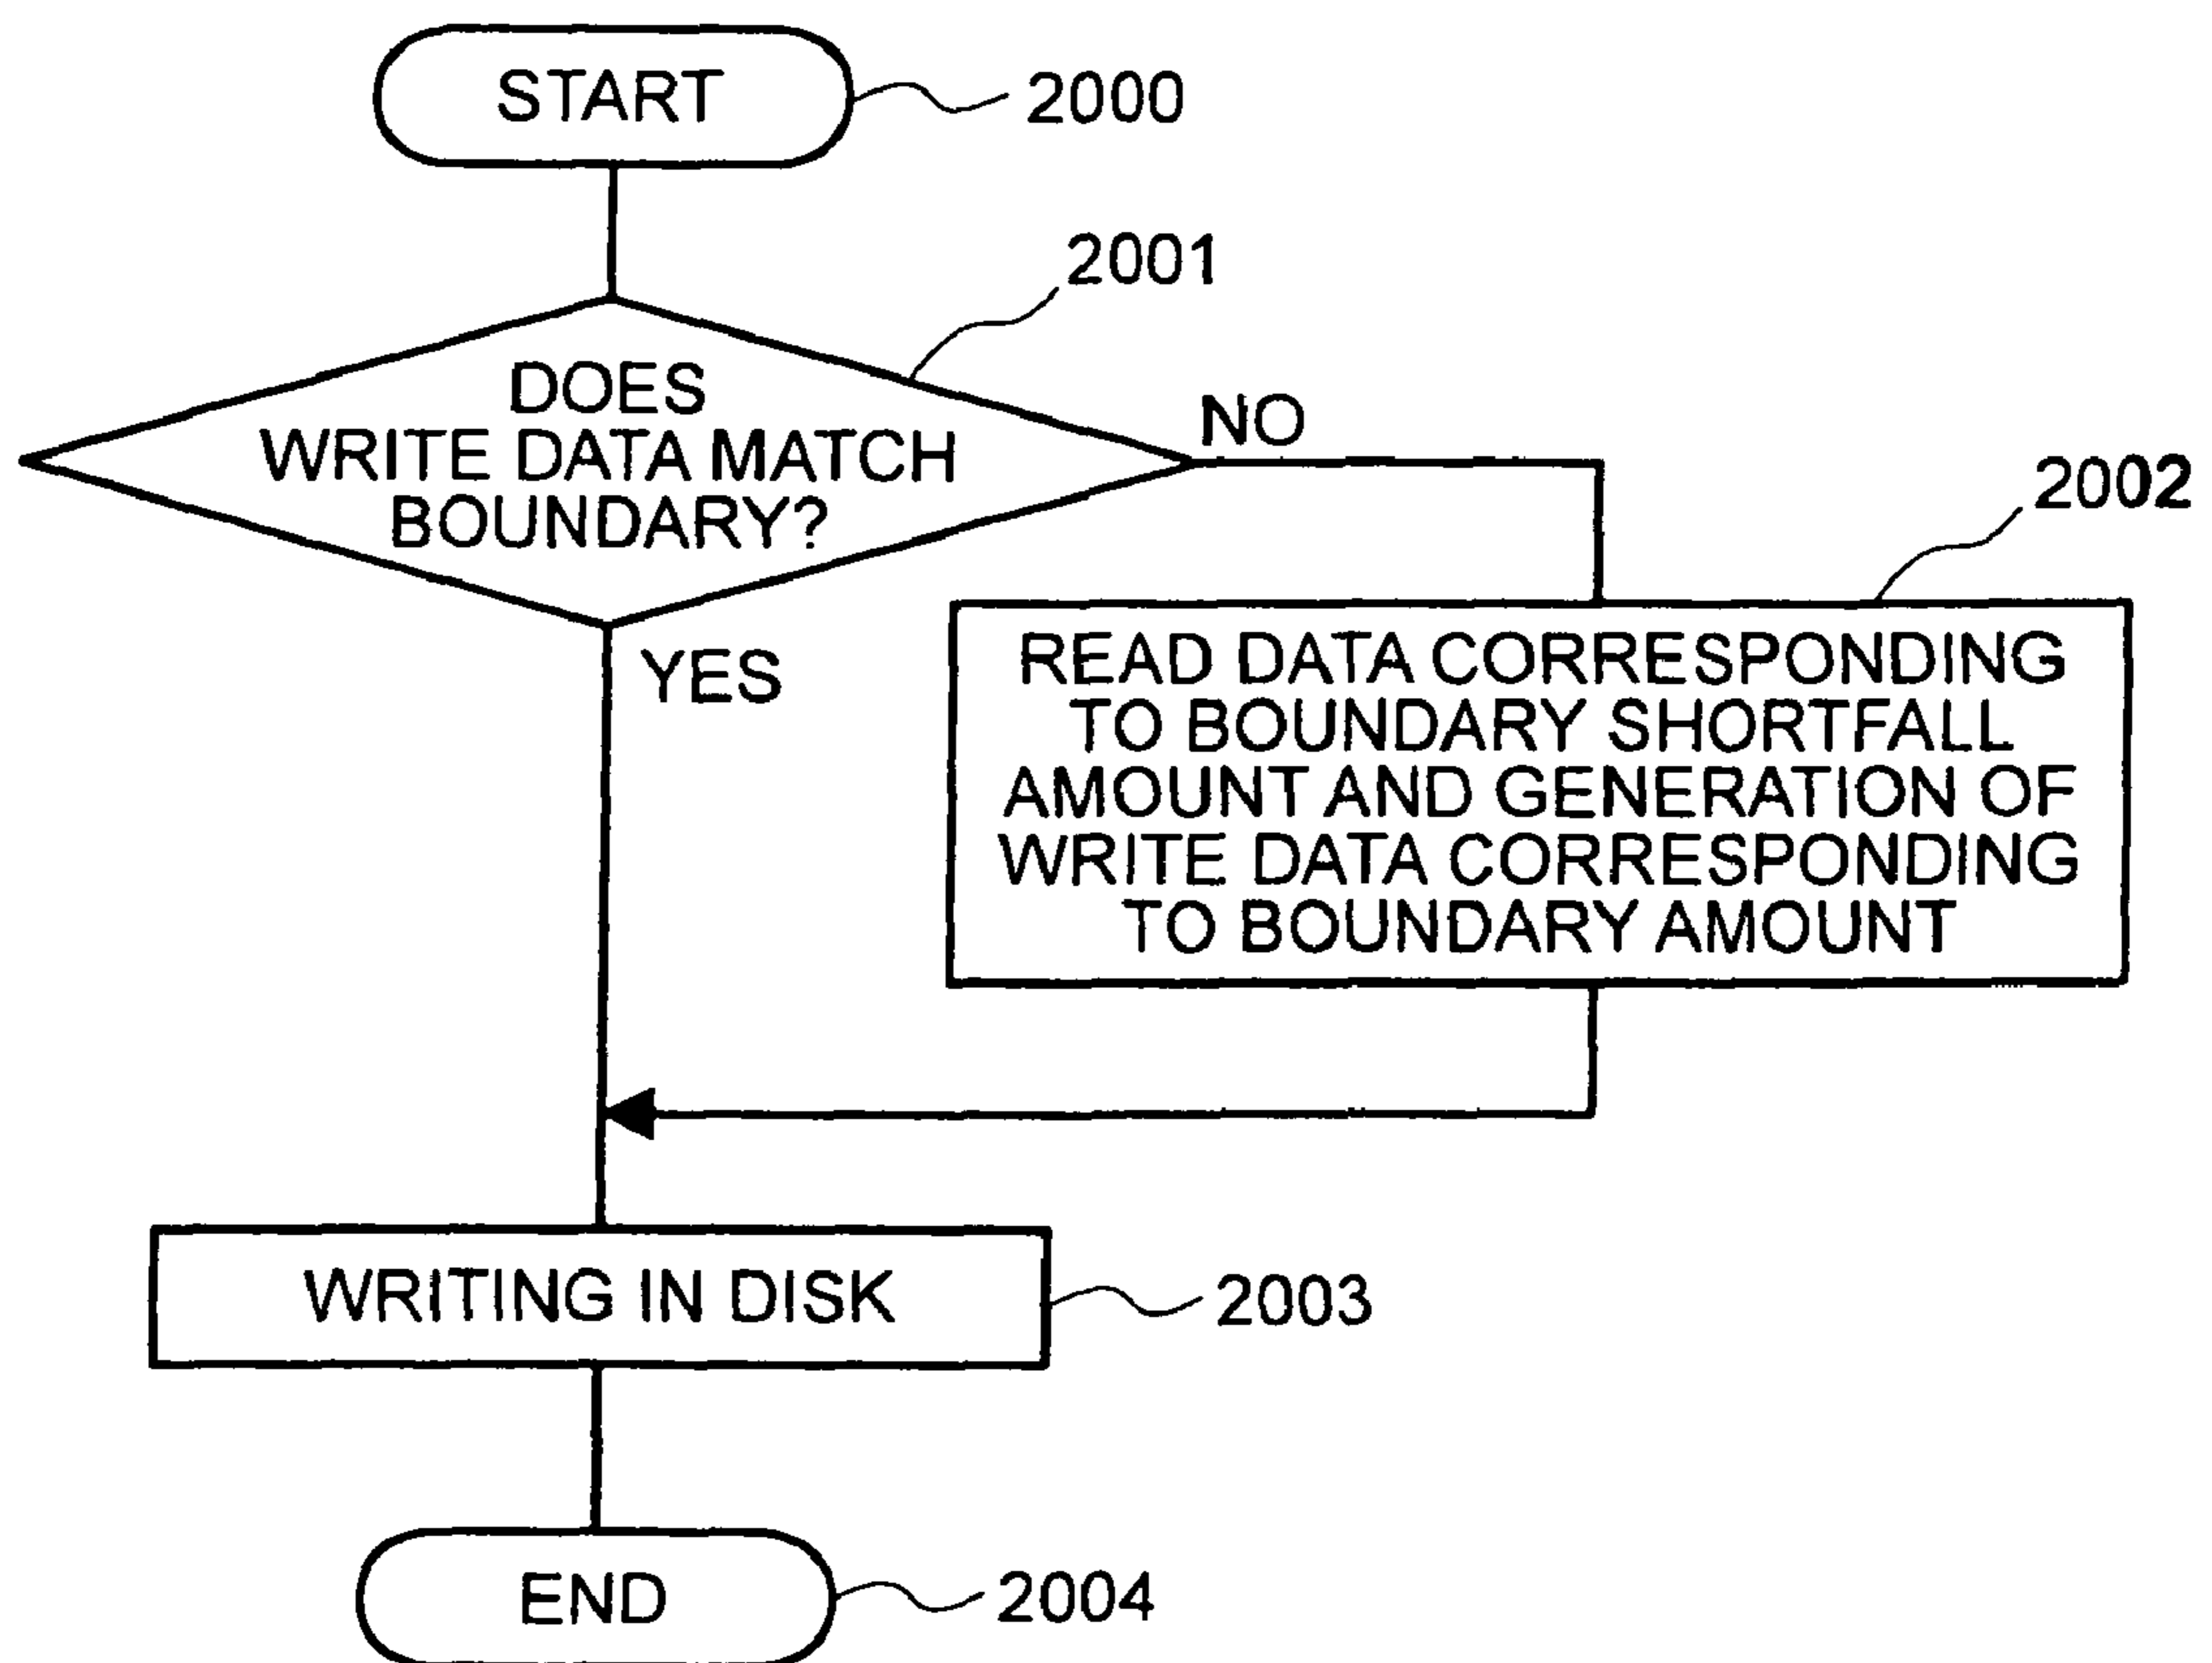 START
2000
2001
DOES
WRITE DATA MATCH
BOUNDARY?
NO
2002
YES
READ DATA CORRESPONDING
TO BOUNDARY SHORTFALL
AMOUNT AND GENERATION OF
WRITE DATA CORRESPONDING
TO BOUNDARY AMOUNT
WRITING IN DISK
2003
END
2004